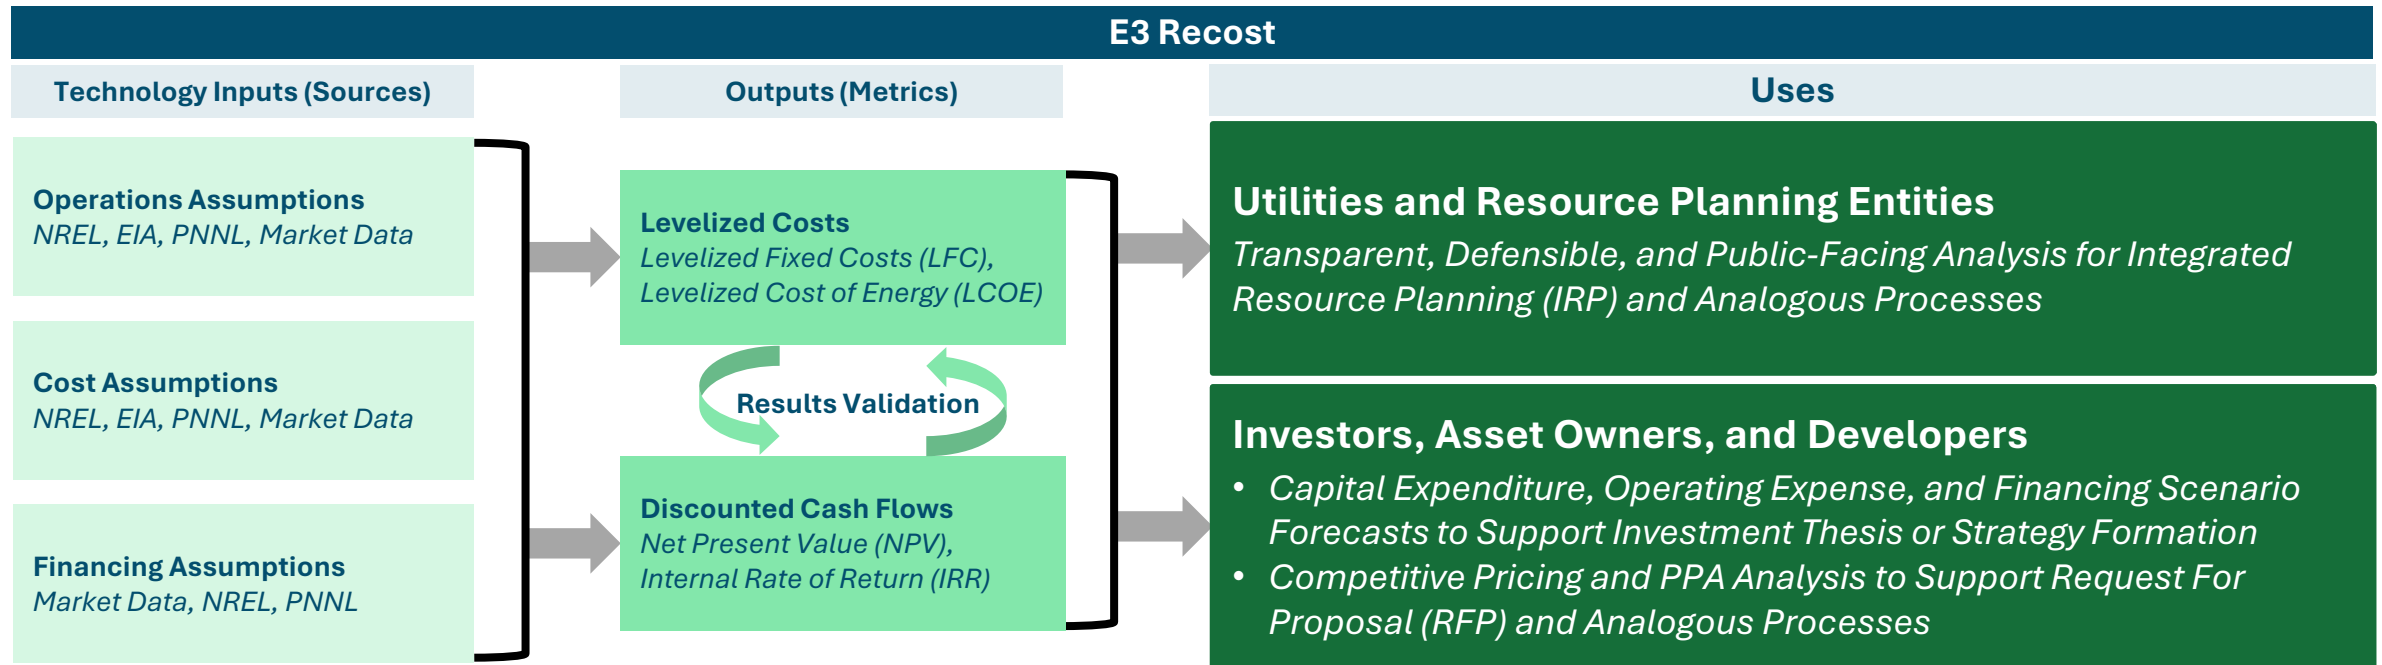 E3 Recost
Technology Inputs (Sources)
Operations Assumptions
NREL, EIA, PNNL, Market Data
Cost Assumptions
NREL, EIA, PNNL, Market Data
Financing Assumptions
Market Data, NREL, PNNL
Outputs (Metrics)
Levelized Costs
Levelized Fixed Costs (LFC),
Levelized Cost of Energy (LCOE)
Results Validation
Discounted Cash Flows
Net Present Value (NPV),
Internal Rate of Return (IRR)
Uses
Utilities and Resource Planning Entities
Transparent, Defensible, and Public-Facing Analysis for Integrated
Resource Planning (IRP) and Analogous Processes
Investors, Asset Owners, and Developers
• Capital Expenditure, Operating Expense, and Financing Scenario
Forecasts to Support Investment Thesis or Strategy Formation
• Competitive Pricing and PPA Analysis to Support Request For
Proposal (RFP) and Analogous Processes